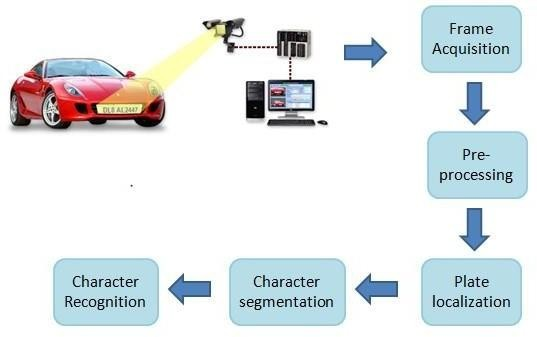 DL8 AL2447
Frame
Acquisition
Pre-
processing
Plate
localization
Character
segmentation
Character
Recognition